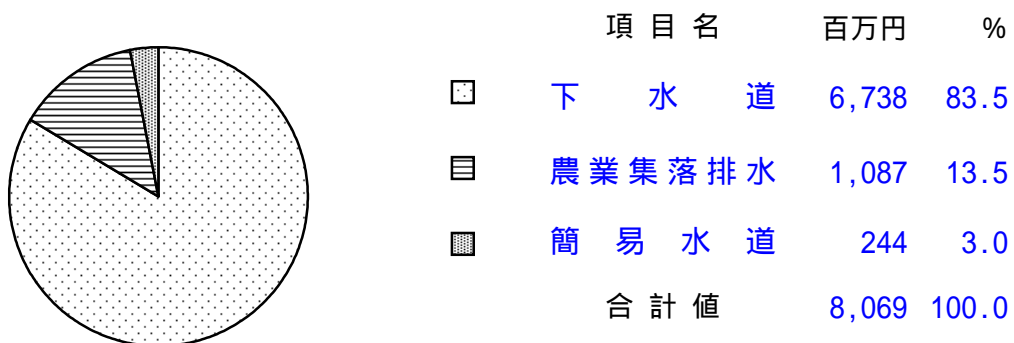 項目名 百万円 %
下水道 6,738 83.5
農業集落排水 1,087 13.5
簡易水道 244 3.0
合計値 8,069 100.0